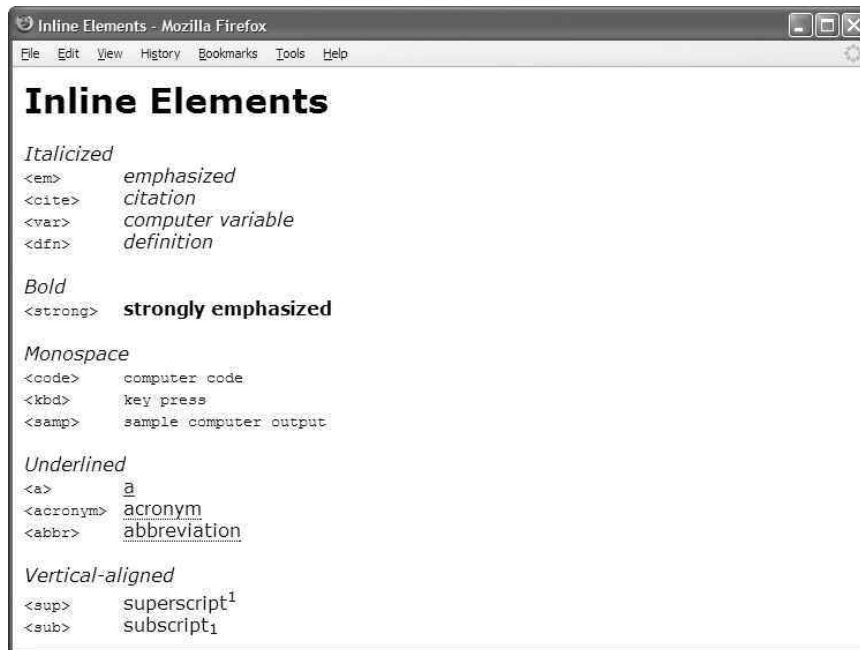 Inline Elements - Mozilla Firefox
File Edit View History Bookmarks Tools Help
Inline Elements
Italicized
<em> emphasized
<cite> citation
<var> computer variable
<dfn> definition
Bold
<strong> strongly emphasized
Monospace
<code> computer code
<kbd> key press
<samp> sample computer output
Underlined
<a> a
<acronym> acronym
<abbr> abbreviation
Vertical-aligned
<sup> superscript¹
<sub> subscript₁